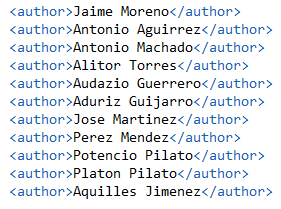 <author>Jaime Moreno</author>
<author>Antonio Aguirrez</author>
<author>Antonio Machado</author>
<author>Alitor Torres</author>
<author>Audazio Guerrero</author>
<author>Aduriz Guijarro</author>
<author>Jose Martinez</author>
<author>Perez Mendez</author>
<author>Potencio Pilato</author>
<author>Platon Pilato</author>
<author>Aquilles Jimenez</author>